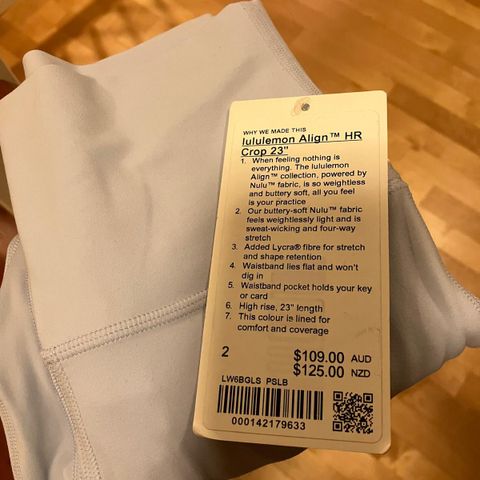 WHY WE MADE THIS
lululemon Align™ HR
Crop 23"
1. When feeling nothing is
everything. The lululemon
Align™ collection, powered by
Nulu™ fabric, is so weightless
and buttery soft, all you feel
is your practice
2. Our buttery-soft Nulu™ fabric
feels weightlessly light and is
sweat-wicking and four-way
stretch
3. Added Lycra® fibre for stretch
and shape retention
4. Waistband lies flat and won't
dig in
5. Waistband pocket holds your key
or card
6. High rise, 23" length
7. This colour is lined for
comfort and coverage
2
$109.00 AUD
$125.00 NZD
LW6BGLS PSLB
000142179633